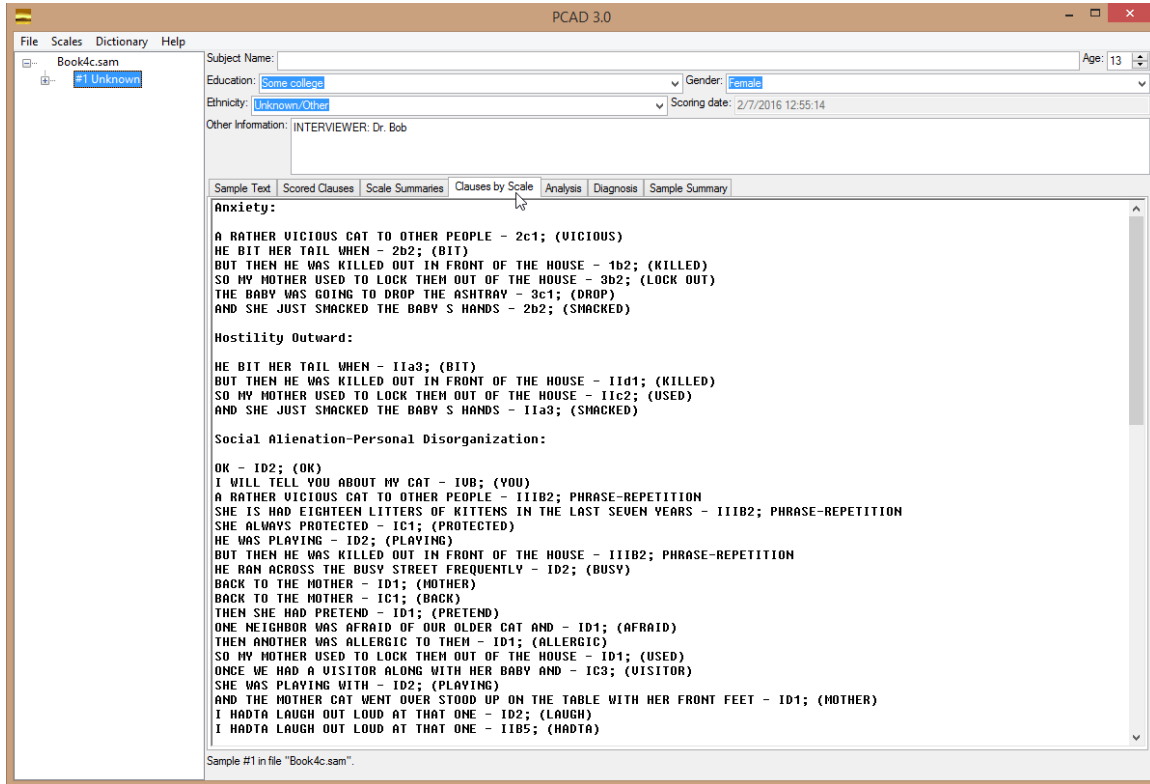 PCAD 3.0
File Scales Dictionary Help
Book4c.sam
#1 Unknown
Subject Name:
Age: 13
Education: Some college
Gender: Female
Ethnicity: Unknown/Other
Scoring date: 2/7/2016 12:55:14
Other Information: INTERVIEWER: Dr. Bob
Sample Text Scored Clauses Scale Summaries Clauses by Scale Analysis Diagnosis Sample Summary
Anxiety:
A RATHER VICIOUS CAT TO OTHER PEOPLE - 2c1; (VICIOUS)
HE BIT HER TAIL WHEN - 2b2; (BIT)
BUT THEN HE WAS KILLED OUT IN FRONT OF THE HOUSE - 1b2; (KILLED)
SO MY MOTHER USED TO LOCK THEM OUT OF THE HOUSE - 3b2; (LOCK OUT)
THE BABY WAS GOING TO DROP THE ASHTRAY - 3c1; (DROP)
AND SHE JUST SMACKED THE BABY S HANDS - 2b2; (SMACKED)
Hostility Outward:
HE BIT HER TAIL WHEN - IIa3; (BIT)
BUT THEN HE WAS KILLED OUT IN FRONT OF THE HOUSE - IId1; (KILLED)
SO MY MOTHER USED TO LOCK THEM OUT OF THE HOUSE - IIc2; (USED)
AND SHE JUST SMACKED THE BABY S HANDS - IIa3; (SMACKED)
Social Alienation-Personal Disorganization:
OK - ID2; (OK)
I WILL TELL YOU ABOUT MY CAT - IVB; (YOU)
A RATHER VICIOUS CAT TO OTHER PEOPLE - IIIB2; PHRASE-REPETITION
SHE IS HAD EIGHTEEN LITTERS OF KITTENS IN THE LAST SEVEN YEARS - IIIB2; PHRASE-REPETITION
SHE ALWAYS PROTECTED - IC1; (PROTECTED)
HE WAS PLAYING - ID2; (PLAYING)
BUT THEN HE WAS KILLED OUT IN FRONT OF THE HOUSE - IIIB2; PHRASE-REPETITION
HE RAN ACROSS THE BUSY STREET FREQUENTLY - ID2; (BUSY)
BACK TO THE MOTHER - ID1; (MOTHER)
BACK TO THE MOTHER - IC1; (BACK)
THEN SHE HAD PRETEND - ID1; (PRETEND)
ONE NEIGHBOR WAS AFRAID OF OUR OLDER CAT AND - ID1; (AFRAID)
THEN ANOTHER WAS ALLERGIC TO THEM - ID1; (ALLERGIC)
SO MY MOTHER USED TO LOCK THEM OUT OF THE HOUSE - ID1; (USED)
ONCE WE HAD A VISITOR ALONG WITH HER BABY AND - IC3; (VISITOR)
SHE WAS PLAYING WITH - ID2; (PLAYING)
AND THE MOTHER CAT WENT OVER STOOD UP ON THE TABLE WITH HER FRONT FEET - ID1; (MOTHER)
I HADTA LAUGH OUT LOUD AT THAT ONE - ID2; (LAUGH)
I HADTA LAUGH OUT LOUD AT THAT ONE - IIB5; (HADTA)
Sample #1 in file "Book4c.sam".